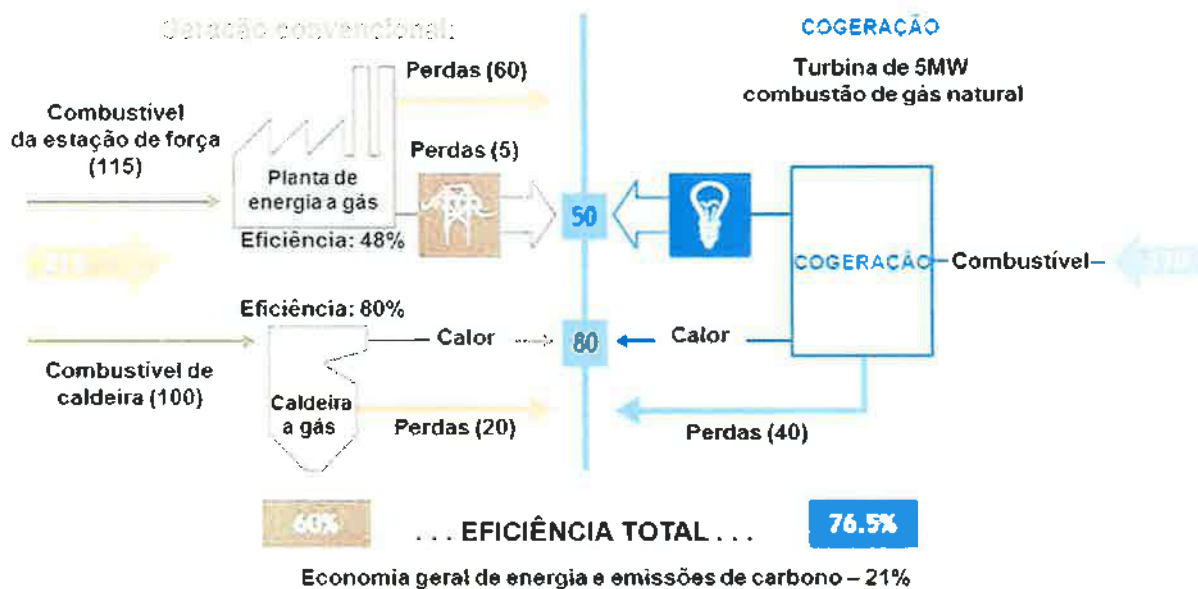 Geração convencional:
COGERAÇÃO
Turbina de 5MW
combustão de gás natural
Perdas (60)
Combustível
da estação de força
(115)
Perdas (5)
Planta de
energia a gás
50
Eficiência: 48%
COGERAÇÃO
Combustível
Eficiência: 80%
Calor
80
Calor
Combustível de
caldeira (100)
Caldeira
a gás
Perdas (20)
Perdas (40)
60%
... EFICIÊNCIA TOTAL ...
76.5%
Economia geral de energia e emissões de carbono – 21%